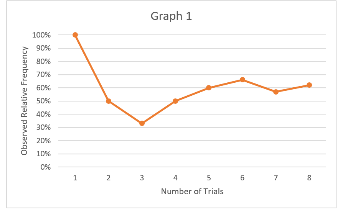 Graph 1
Observed Relative Frequency
100%
90%
80%
70%
60%
50%
40%
30%
20%
10%
0%
1 2 3 4 5 6 7 8
Number of Trials